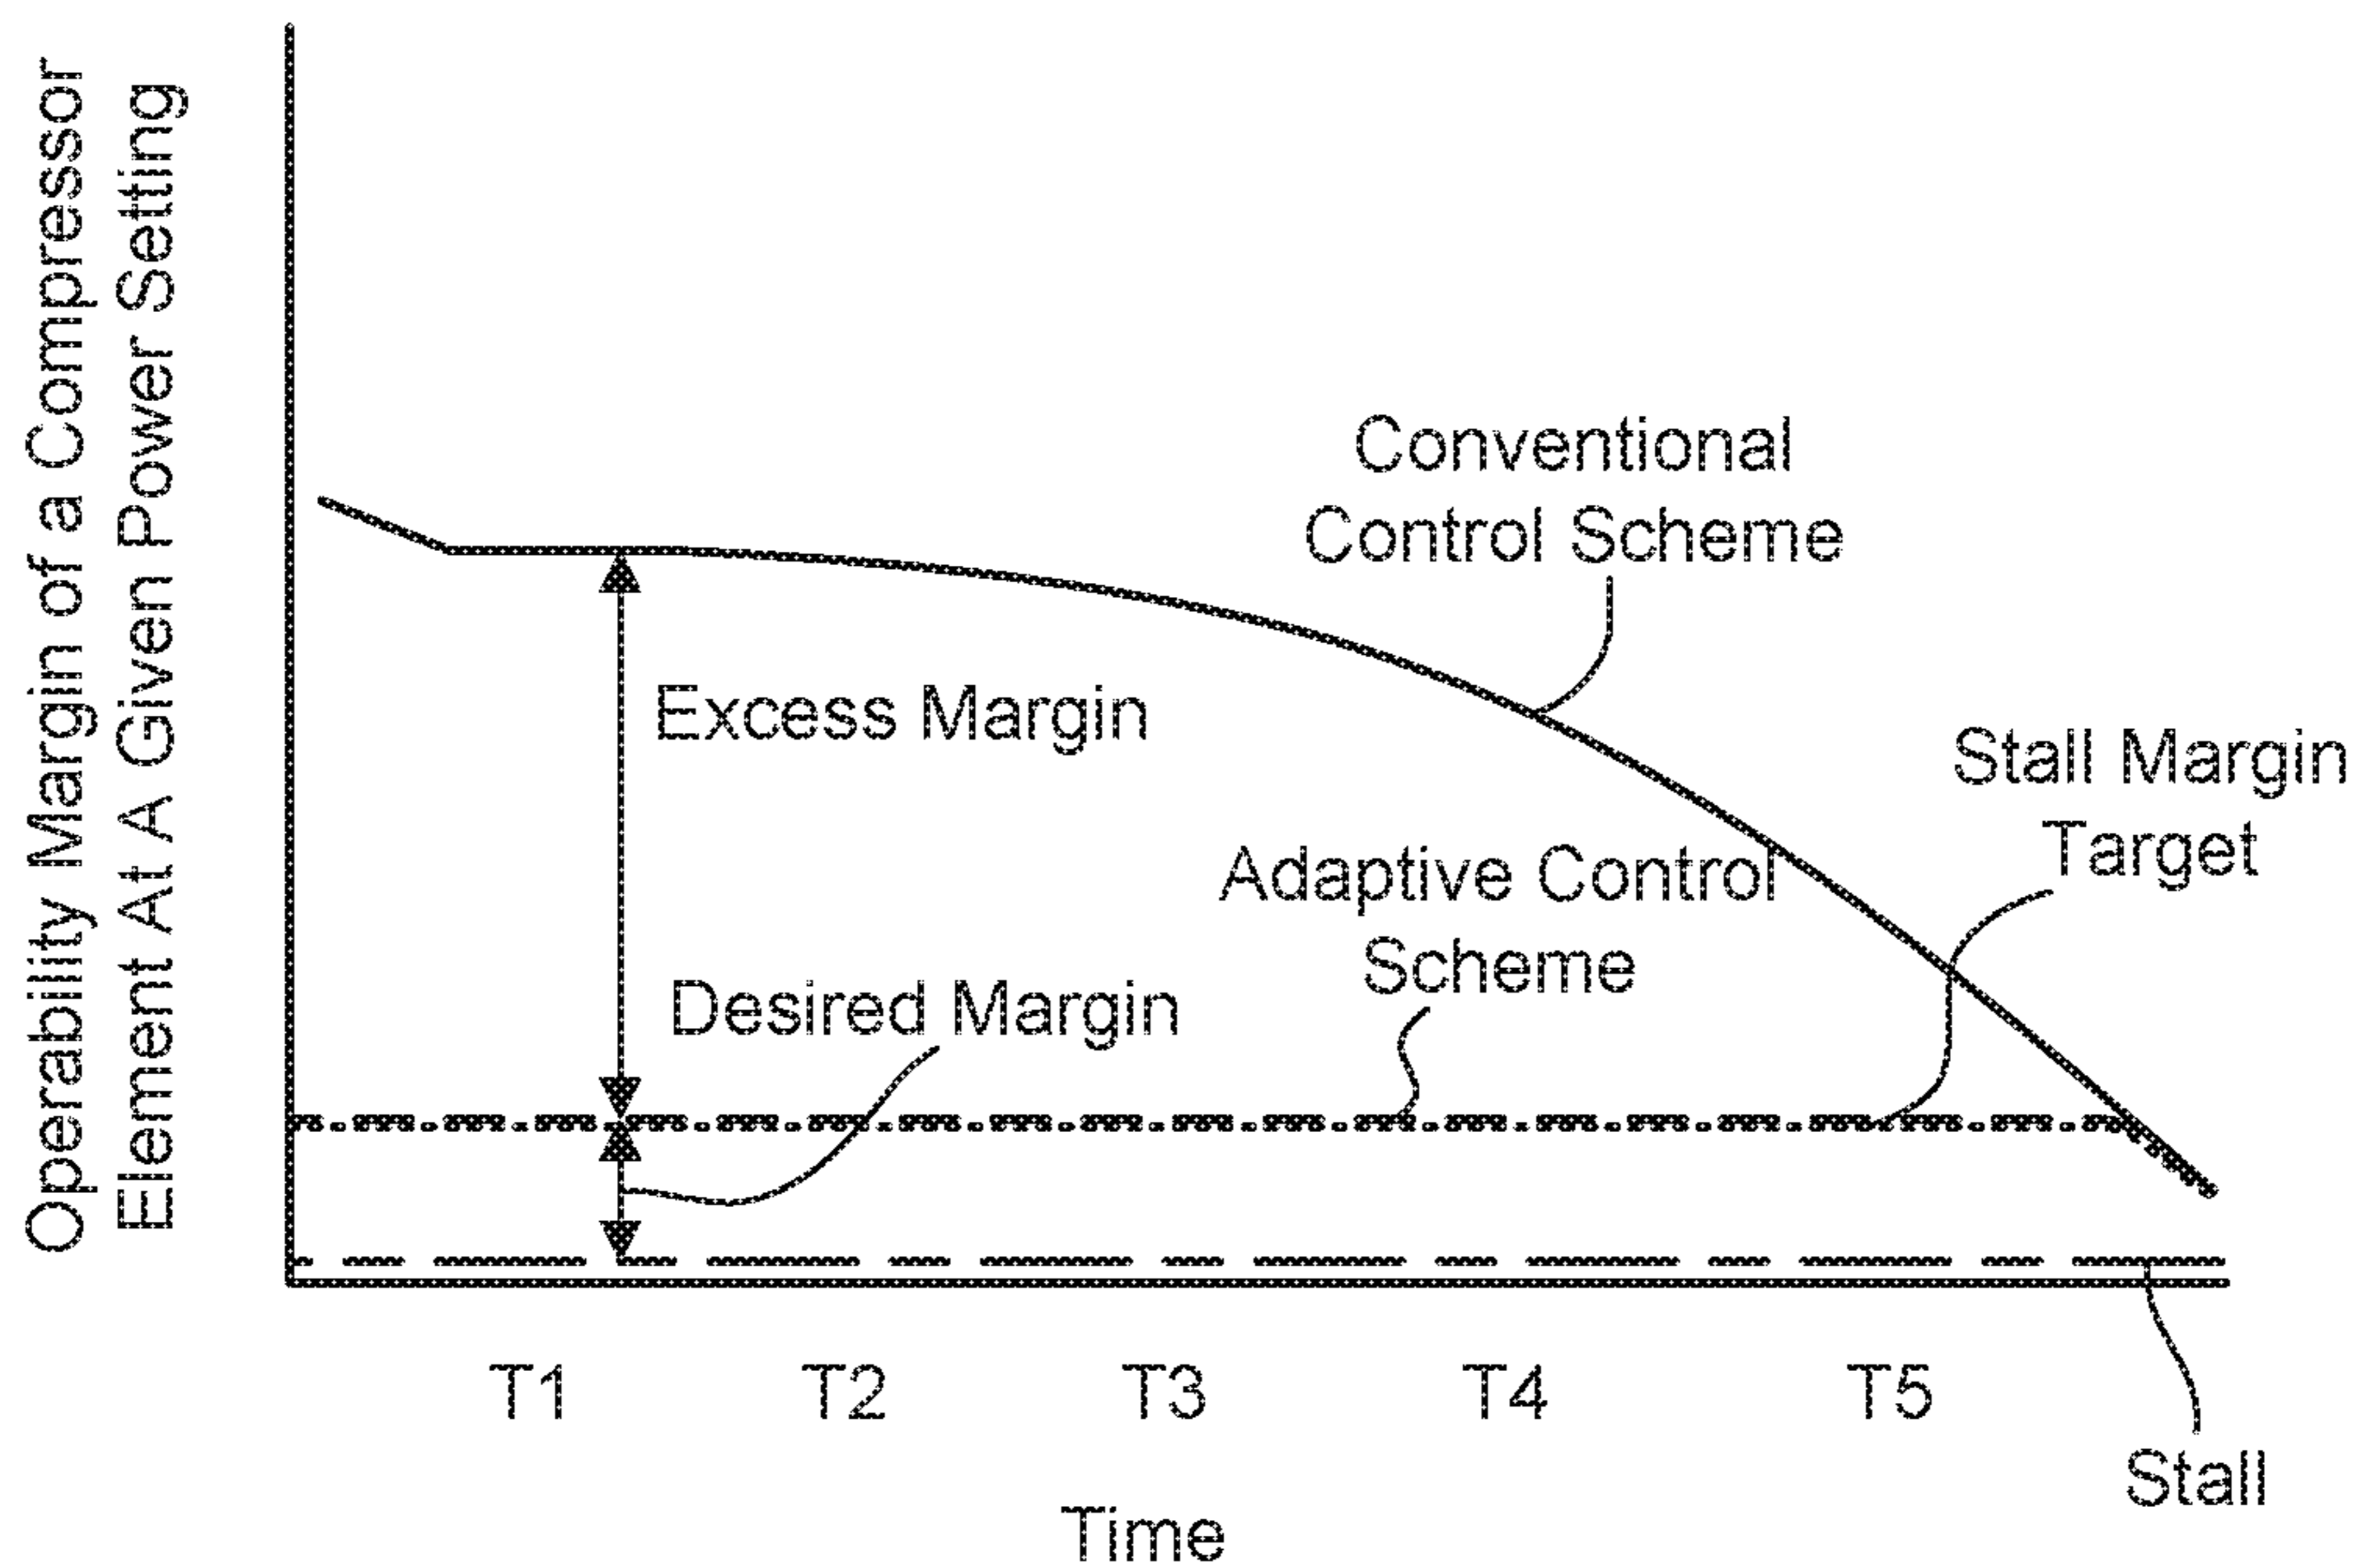 Operability Margin of a Compressor
Element At A Given Power Setting
Conventional
Control Scheme
Excess Margin
Stall Margin
Target
Adaptive Control
Scheme
Desired Margin
T1 T2 T3 T4 T5
Stall
Time